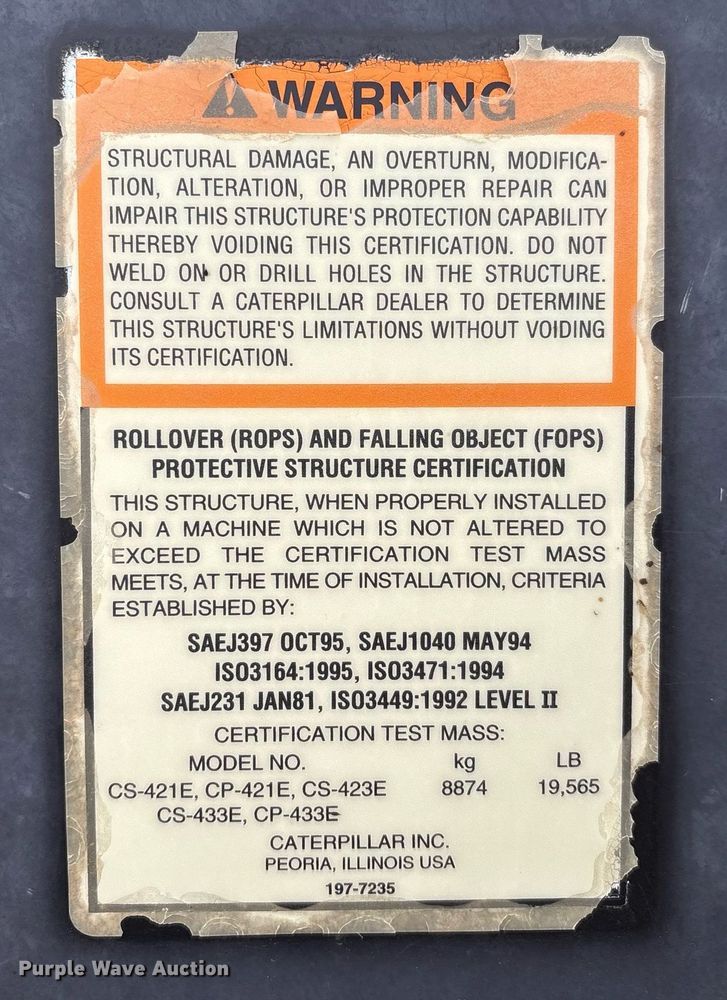 WARNING
STRUCTURAL DAMAGE, AN OVERTURN, MODIFICA-
TION, ALTERATION, OR IMPROPER REPAIR CAN
IMPAIR THIS STRUCTURE'S PROTECTION CAPABILITY
THEREBY VOIDING THIS CERTIFICATION. DO NOT
WELD ON OR DRILL HOLES IN THE STRUCTURE.
CONSULT A CATERPILLAR DEALER TO DETERMINE
THIS STRUCTURE'S LIMITATIONS WITHOUT VOIDING
ITS CERTIFICATION.
ROLLOVER (ROPS) AND FALLING OBJECT (FOPS)
PROTECTIVE STRUCTURE CERTIFICATION
THIS STRUCTURE, WHEN PROPERLY INSTALLED
ON A MACHINE WHICH IS NOT ALTERED TO
EXCEED THE CERTIFICATION TEST MASS
MEETS, AT THE TIME OF INSTALLATION, CRITERIA
ESTABLISHED BY:
SAEJ397 OCT95, SAEJ1040 MAY94
ISO3164:1995, ISO3471:1994
SAEJ231 JAN81, ISO3449:1992 LEVEL II
CERTIFICATION TEST MASS:
MODEL NO. kg LB
CS-421E, CP-421E, CS-423E 8874 19,565
CS-433E, CP-433E
CATERPILLAR INC.
PEORIA, ILLINOIS USA
197-7235
Purple Wave Auction